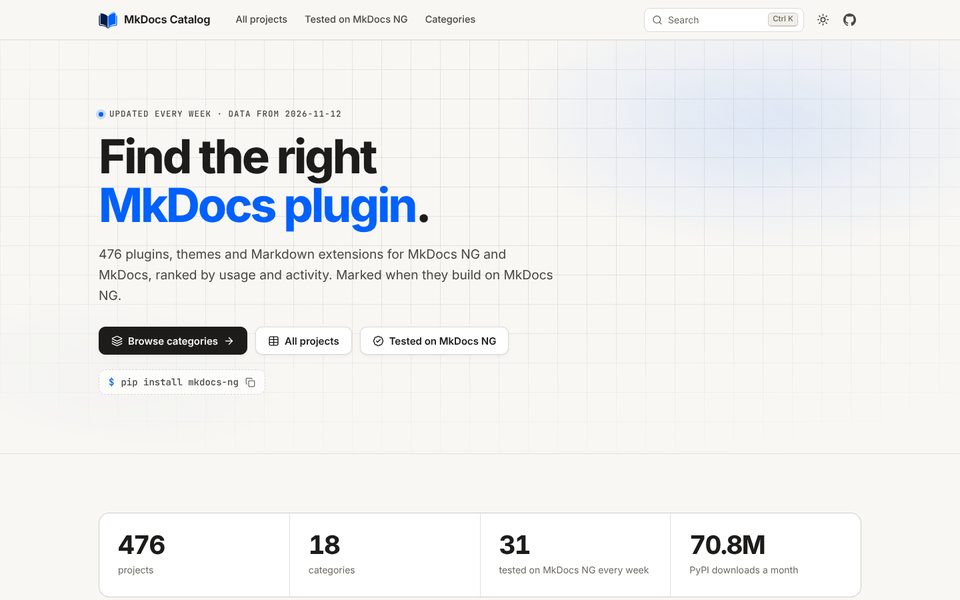 MkDocs Catalog
All projects
Tested on MkDocs NG
Categories
Search
Ctrl K
UPDATED EVERY WEEK · DATA FROM 2026-11-12
Find the right
MkDocs plugin.
476 plugins, themes and Markdown extensions for MkDocs NG and
MkDocs, ranked by usage and activity. Marked when they build on MkDocs
NG.
Browse categories →
All projects
Tested on MkDocs NG
$ pip install mkdocs-ng
476
projects
18
categories
31
tested on MkDocs NG every week
70.8M
PyPI downloads a month